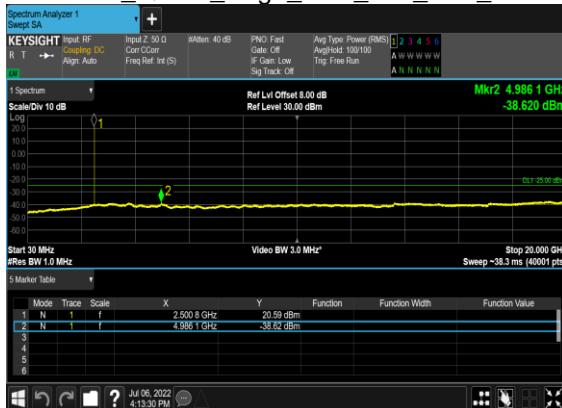 Spectrum Analyzer 1
Swept SA
KEYSIGHT
R T
Input: RF
Coupling: DC
Align: Auto
Input Z: 50 Ω
Corr CCorr
Freq Ref: Int (S)
#Atten: 40 dB
PNO: Fast
Gate: Off
IF Gain: Low
Sig Track: Off
Avg Type: Power (RMS)
Avg|Hold: 100/100
Trig: Free Run
1 2 3 4 5 6
A W W W W W
A N N N N N
1 Spectrum
Scale/Div 10 dB
Ref Lvl Offset 8.00 dB
Ref Level 30.00 dBm
Mkr2 4.986 1 GHz
-38.620 dBm
Log
20.0
10.0
0.00
-10.0
-20.0
-30.0
-40.0
-50.0
-60.0
1
2
DL1 -25.00 dBm
Start 30 MHz
#Res BW 1.0 MHz
Video BW 3.0 MHz*
Stop 20.000 GHz
Sweep ~38.3 ms (40001 pts)
5 Marker Table
Mode Trace Scale X Y Function Function Width Function Value
1 N 1 f 2.500 8 GHz 20.59 dBm
2 N 1 f 4.986 1 GHz -38.62 dBm
3
4
5
6
Jul 06, 2022
4:13:30 PM